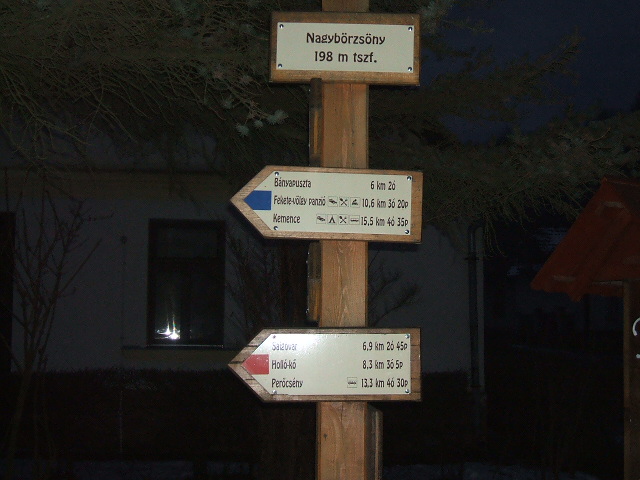 Nagybörzsöny
198 m tszf.
Bányapuszta 6 km 2ó
Fekete-völgy panzió 10,6 km 3ó 20p
Kemence 15,5 km 4ó 35p
Salgóvár 6,9 km 2ó 45p
Holló-kő 8,3 km 3ó 5p
Perőcsény 13,3 km 4ó 30p